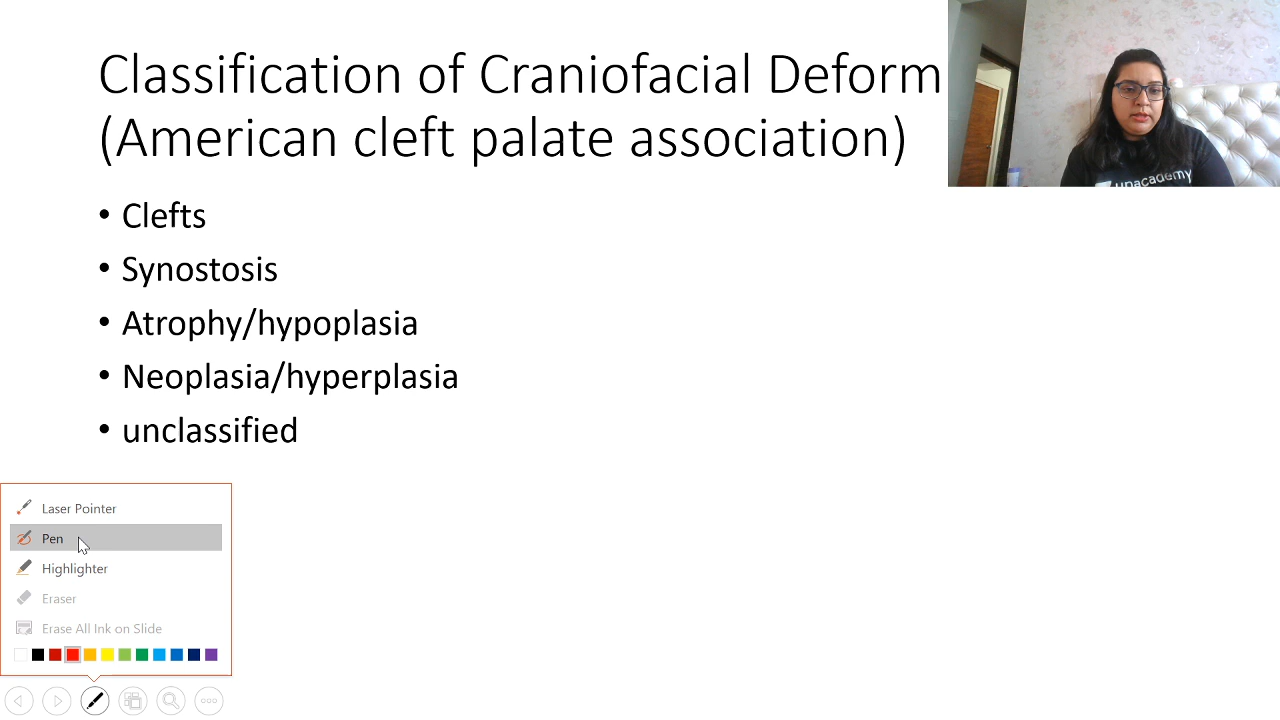 Classification of Craniofacial Deform
(American cleft palate association)
• Clefts
• Synostosis
• Atrophy/hypoplasia
• Neoplasia/hyperplasia
• unclassified
unacademy
Laser Pointer
Pen
Highlighter
Eraser
Erase All Ink on Slide